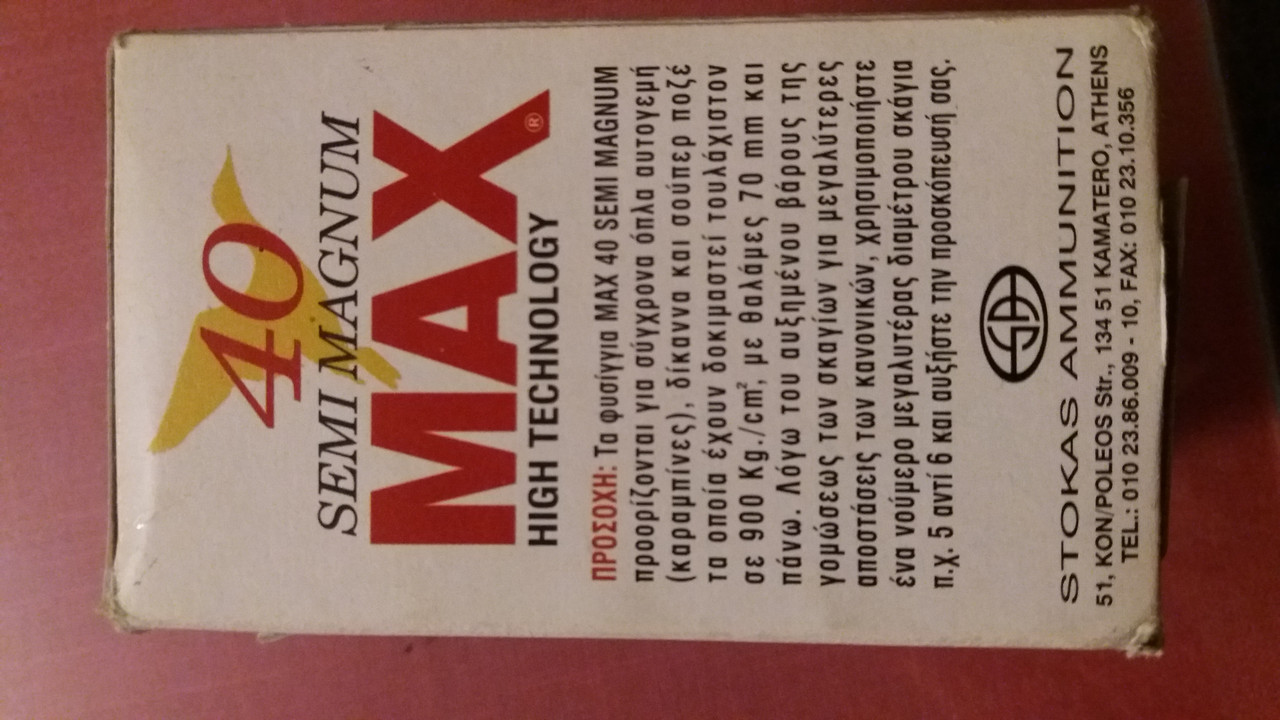 40
SEMI MAGNUM
MAX®
HIGH TECHNOLOGY
ΠΡΟΣΟΧΗ: Τα φυσίγγια MAX 40 SEMI MAGNUM
προορίζονται για σύγχρονα όπλα αυτογεμή
(καραμπίνες), δίκαννα και σούπερ ποζέ
τα οποία έχουν δοκιμαστεί τουλάχιστον
σε 900 Kg./cm², με θαλάμες 70 mm και
πάνω. Λόγω του αυξημένου βάρους της
γομώσεως των σκαγίων για μεγαλύτερες
αποστάσεις των κανονικών, χρησιμοποιήστε
ένα νούμερο μεγαλυτέρας διαμέτρου σκάγια
π.χ. 5 αντί 6 και αυξήστε την προσκόπευσή σας.
HSA
STOKAS AMMUNITION
51, KON/POLEOS Str., 134 51 KAMATERO, ATHENS
TEL.: 010 23.86.009 - 10, FAX: 010 23.10.356